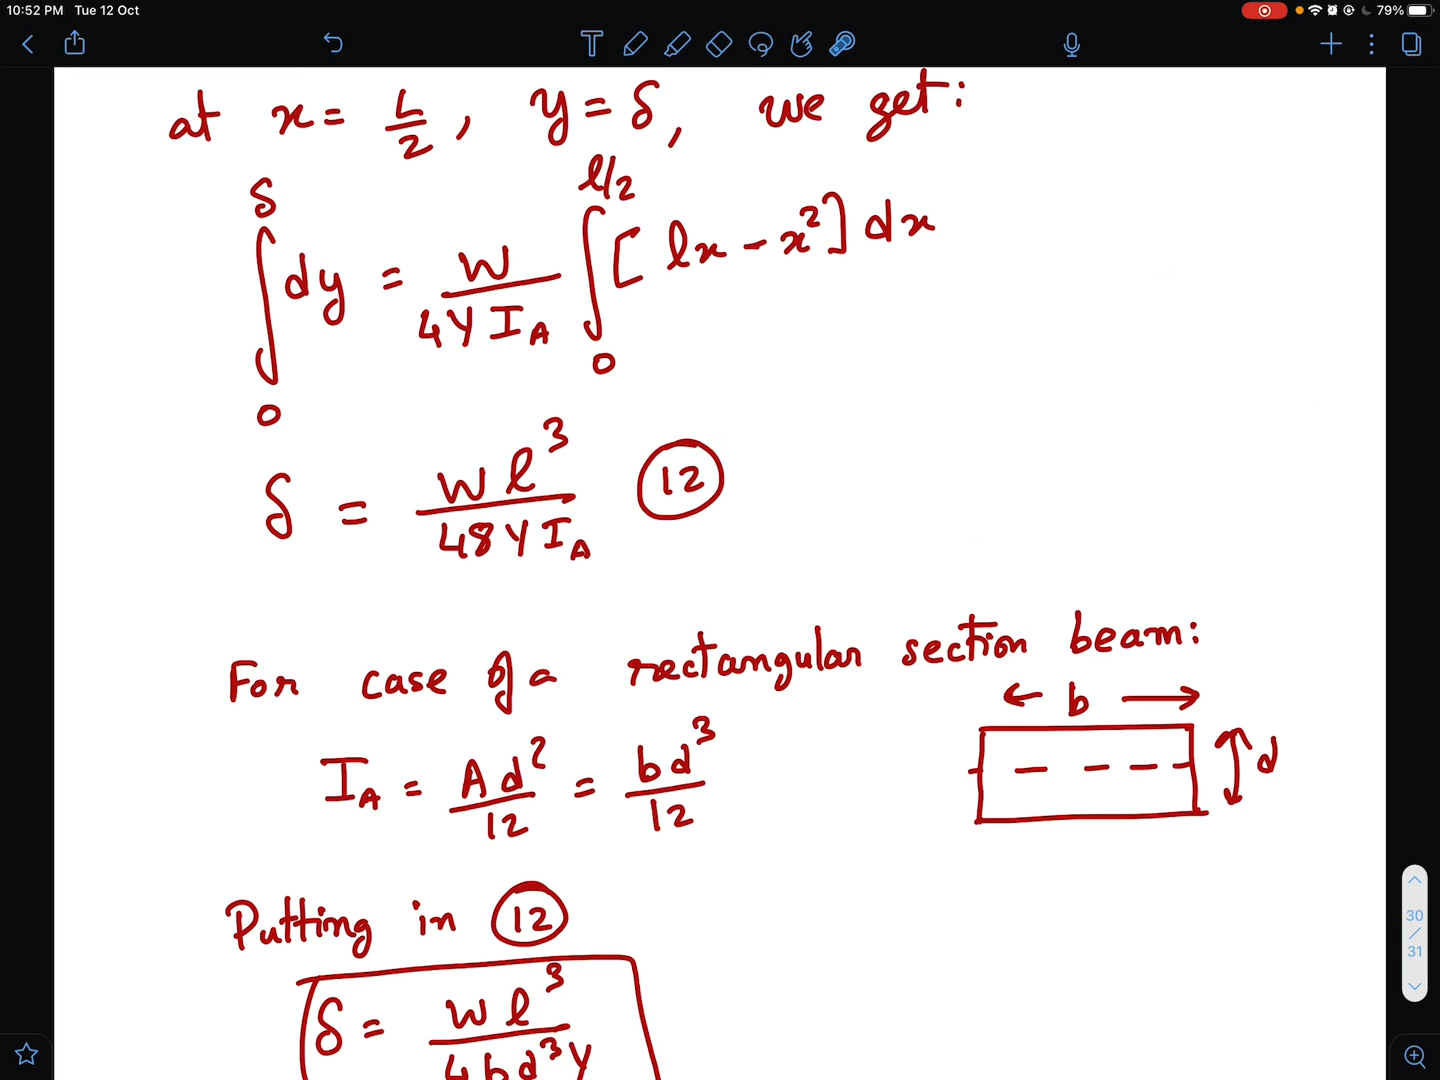 10:52 PM Tue 12 Oct
79%
at x = L/2, y = δ, we get:
∫₀^δ dy = W/(4YI_A) ∫₀^(l/2) [lx - x²] dx
δ = Wl³/(48YI_A) (12)
For case of a rectangular section beam:
b
I_A = Ad²/12 = bd³/12
d
Putting in (12)
δ = Wl³/(4bd³Y)
30
/
31